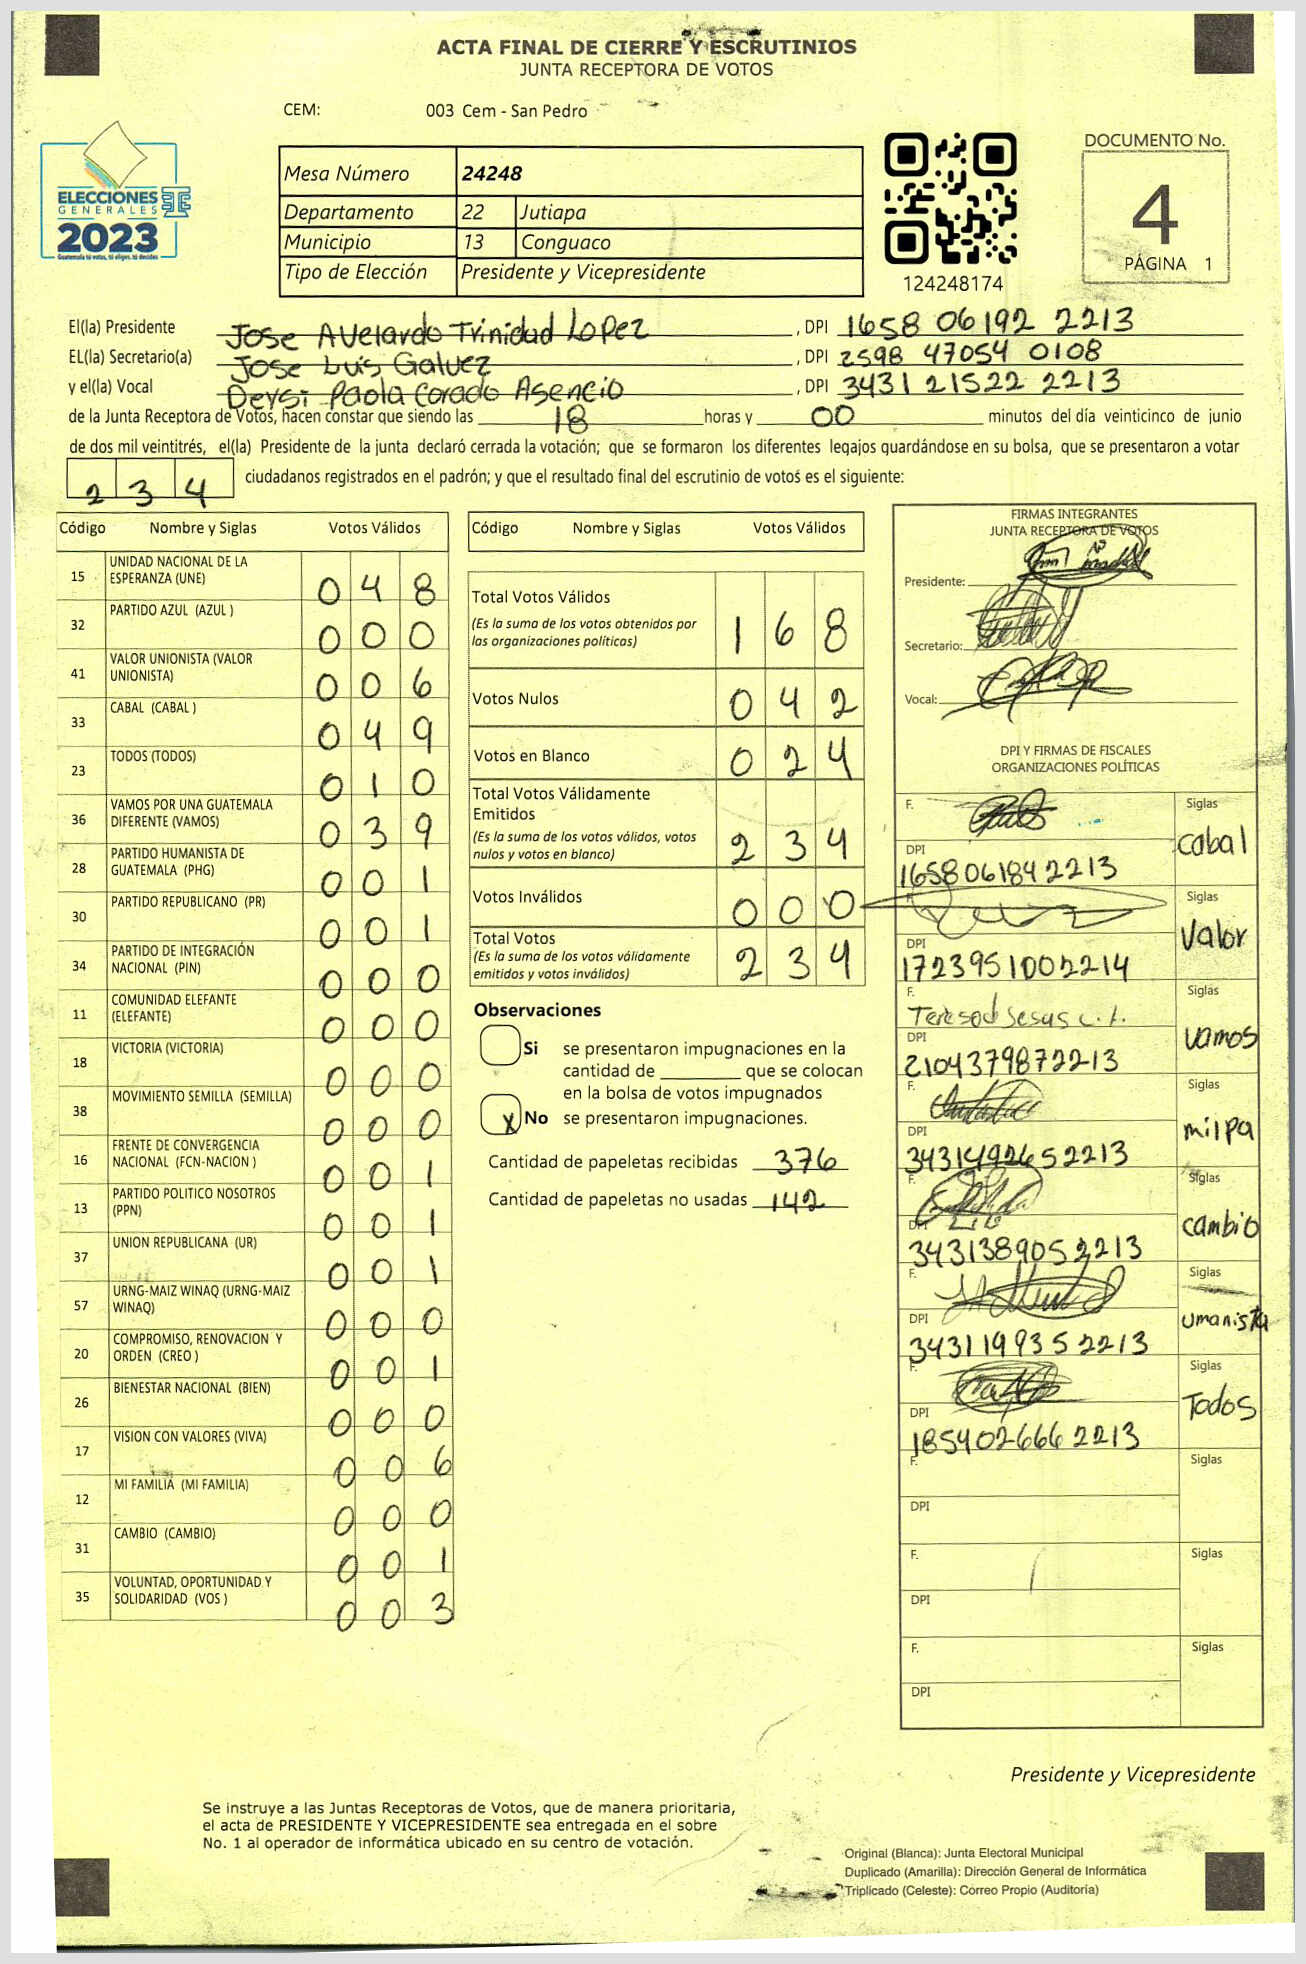 ACTA FINAL DE CIERRE Y ESCRUTINIOS
JUNTA RECEPTORA DE VOTOS
CEM: 003 Cem - San Pedro
ELECCIONES
GENERALES
2023
Guatemala tú votas, tú eliges, tú decides
Mesa Número 24248
Departamento 22 Jutiapa
Municipio 13 Conguaco
Tipo de Elección Presidente y Vicepresidente
124248174
DOCUMENTO No.
4
PÁGINA 1
El(la) Presidente Jose Avelardo Trinidad Lopez , DPI 1658 06192 2213
EL(la) Secretario(a) Jose Luis Galvez , DPI 2598 47054 0108
y el(la) Vocal Deysi Paola Corado Asencio , DPI 3431 21522 2213
de la Junta Receptora de Votos, hacen constar que siendo las 18 horas y 00 minutos del día veinticinco de junio
de dos mil veintitrés, el(la) Presidente de la junta declaró cerrada la votación; que se formaron los diferentes legajos guardándose en su bolsa, que se presentaron a votar
2 3 4 ciudadanos registrados en el padrón; y que el resultado final del escrutinio de votos es el siguiente:
Código Nombre y Siglas Votos Válidos
15 UNIDAD NACIONAL DE LA
ESPERANZA (UNE) 0 4 8
32 PARTIDO AZUL (AZUL ) 0 0 0
41 VALOR UNIONISTA (VALOR
UNIONISTA) 0 0 6
33 CABAL (CABAL ) 0 4 9
23 TODOS (TODOS) 0 1 0
36 VAMOS POR UNA GUATEMALA
DIFERENTE (VAMOS) 0 3 9
28 PARTIDO HUMANISTA DE
GUATEMALA (PHG) 0 0 1
30 PARTIDO REPUBLICANO (PR) 0 0 1
34 PARTIDO DE INTEGRACIÓN
NACIONAL (PIN) 0 0 0
11 COMUNIDAD ELEFANTE
(ELEFANTE) 0 0 0
18 VICTORIA (VICTORIA) 0 0 0
38 MOVIMIENTO SEMILLA (SEMILLA) 0 0 0
16 FRENTE DE CONVERGENCIA
NACIONAL (FCN-NACION ) 0 0 1
13 PARTIDO POLITICO NOSOTROS
(PPN) 0 0 1
37 UNION REPUBLICANA (UR) 0 0 1
57 URNG-MAIZ WINAQ (URNG-MAIZ
WINAQ) 0 0 0
20 COMPROMISO, RENOVACION Y
ORDEN (CREO ) 0 0 1
26 BIENESTAR NACIONAL (BIEN) 0 0 0
17 VISION CON VALORES (VIVA) 0 0 6
12 MI FAMILIA (MI FAMILIA) 0 0 0
31 CAMBIO (CAMBIO) 0 0 1
35 VOLUNTAD, OPORTUNIDAD Y
SOLIDARIDAD (VOS ) 0 0 3
Código Nombre y Siglas Votos Válidos
Total Votos Válidos 1 6 8
(Es la suma de los votos obtenidos por
las organizaciones políticas)
Votos Nulos 0 4 2
Votos en Blanco 0 2 4
Total Votos Válidamente
Emitidos 2 3 4
(Es la suma de los votos válidos, votos
nulos y votos en blanco)
Votos Inválidos 0 0 0
Total Votos 2 3 4
(Es la suma de los votos válidamente
emitidos y votos inválidos)
Observaciones
Si se presentaron impugnaciones en la
cantidad de ________ que se colocan
en la bolsa de votos impugnados
X No se presentaron impugnaciones.
Cantidad de papeletas recibidas 376
Cantidad de papeletas no usadas 142
FIRMAS INTEGRANTES
JUNTA RECEPTORA DE VOTOS
Presidente:
Secretario:
Vocal:
DPI Y FIRMAS DE FISCALES
ORGANIZACIONES POLÍTICAS
F. Siglas
cabal
DPI
1658061842213
F. Siglas
Valor
DPI
1723951002214
F. Siglas
Teresa de Jesus
vamos
DPI
2104379872213
F. Siglas
milpa
DPI
3431492652213
F. Siglas
cambio
DPI
3431389052213
F. Siglas
umanista
DPI
3431199352213
F. Siglas
Todos
DPI
1854026662213
F. Siglas
DPI
F. Siglas
DPI
F. Siglas
DPI
Presidente y Vicepresidente
Se instruye a las Juntas Receptoras de Votos, que de manera prioritaria,
el acta de PRESIDENTE Y VICEPRESIDENTE sea entregada en el sobre
No. 1 al operador de informática ubicado en su centro de votación.
Original (Blanca): Junta Electoral Municipal
Duplicado (Amarilla): Dirección General de Informática
Triplicado (Celeste): Correo Propio (Auditoría)